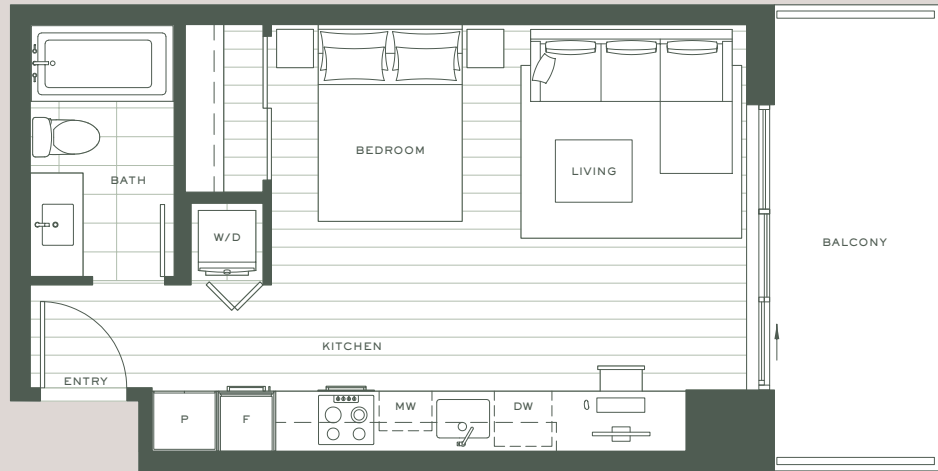 BEDROOM
LIVING
BATH
W/D
BALCONY
KITCHEN
ENTRY
P
F
MW
DW